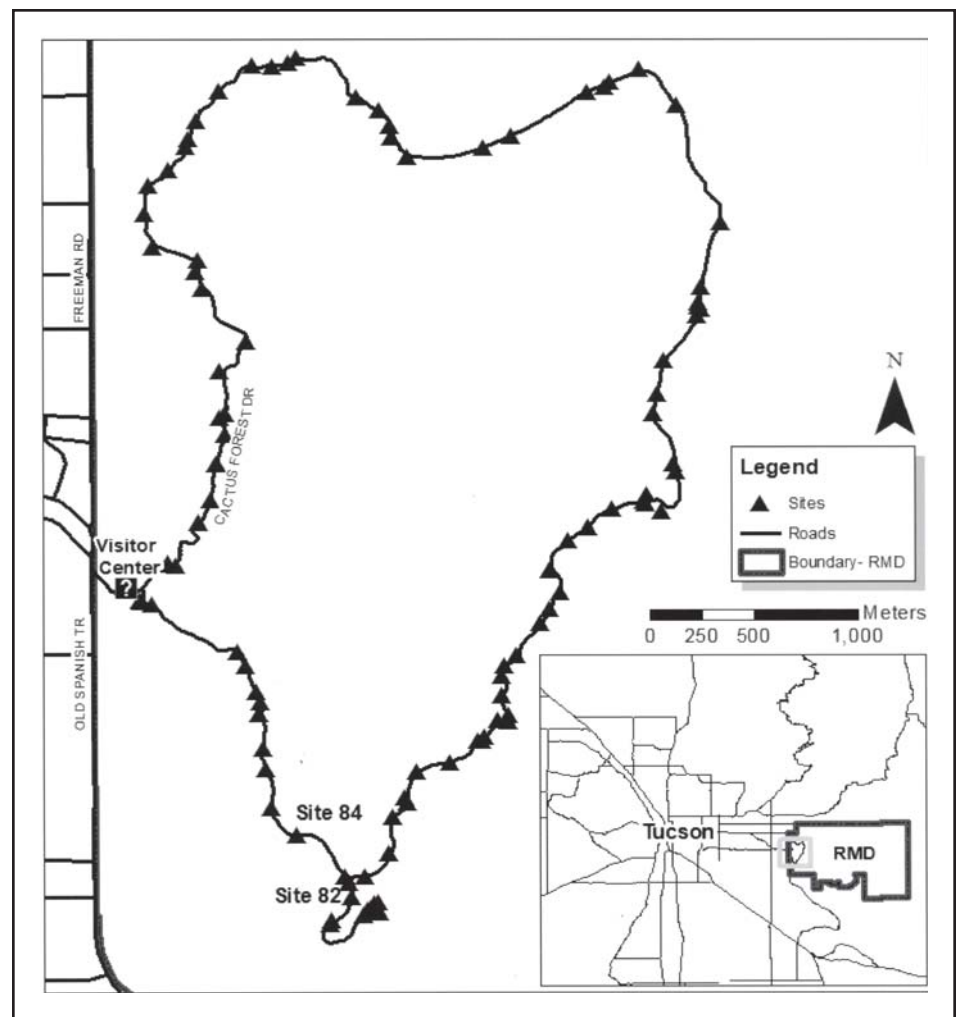 FREEMAN RD
CACTUS FOREST DR
N
Legend
Sites
Roads
Boundary- RMD
Visitor
Center
?
Meters
0 250 500 1,000
OLD SPANISH TR
Site 84
Tucson
RMD
Site 82